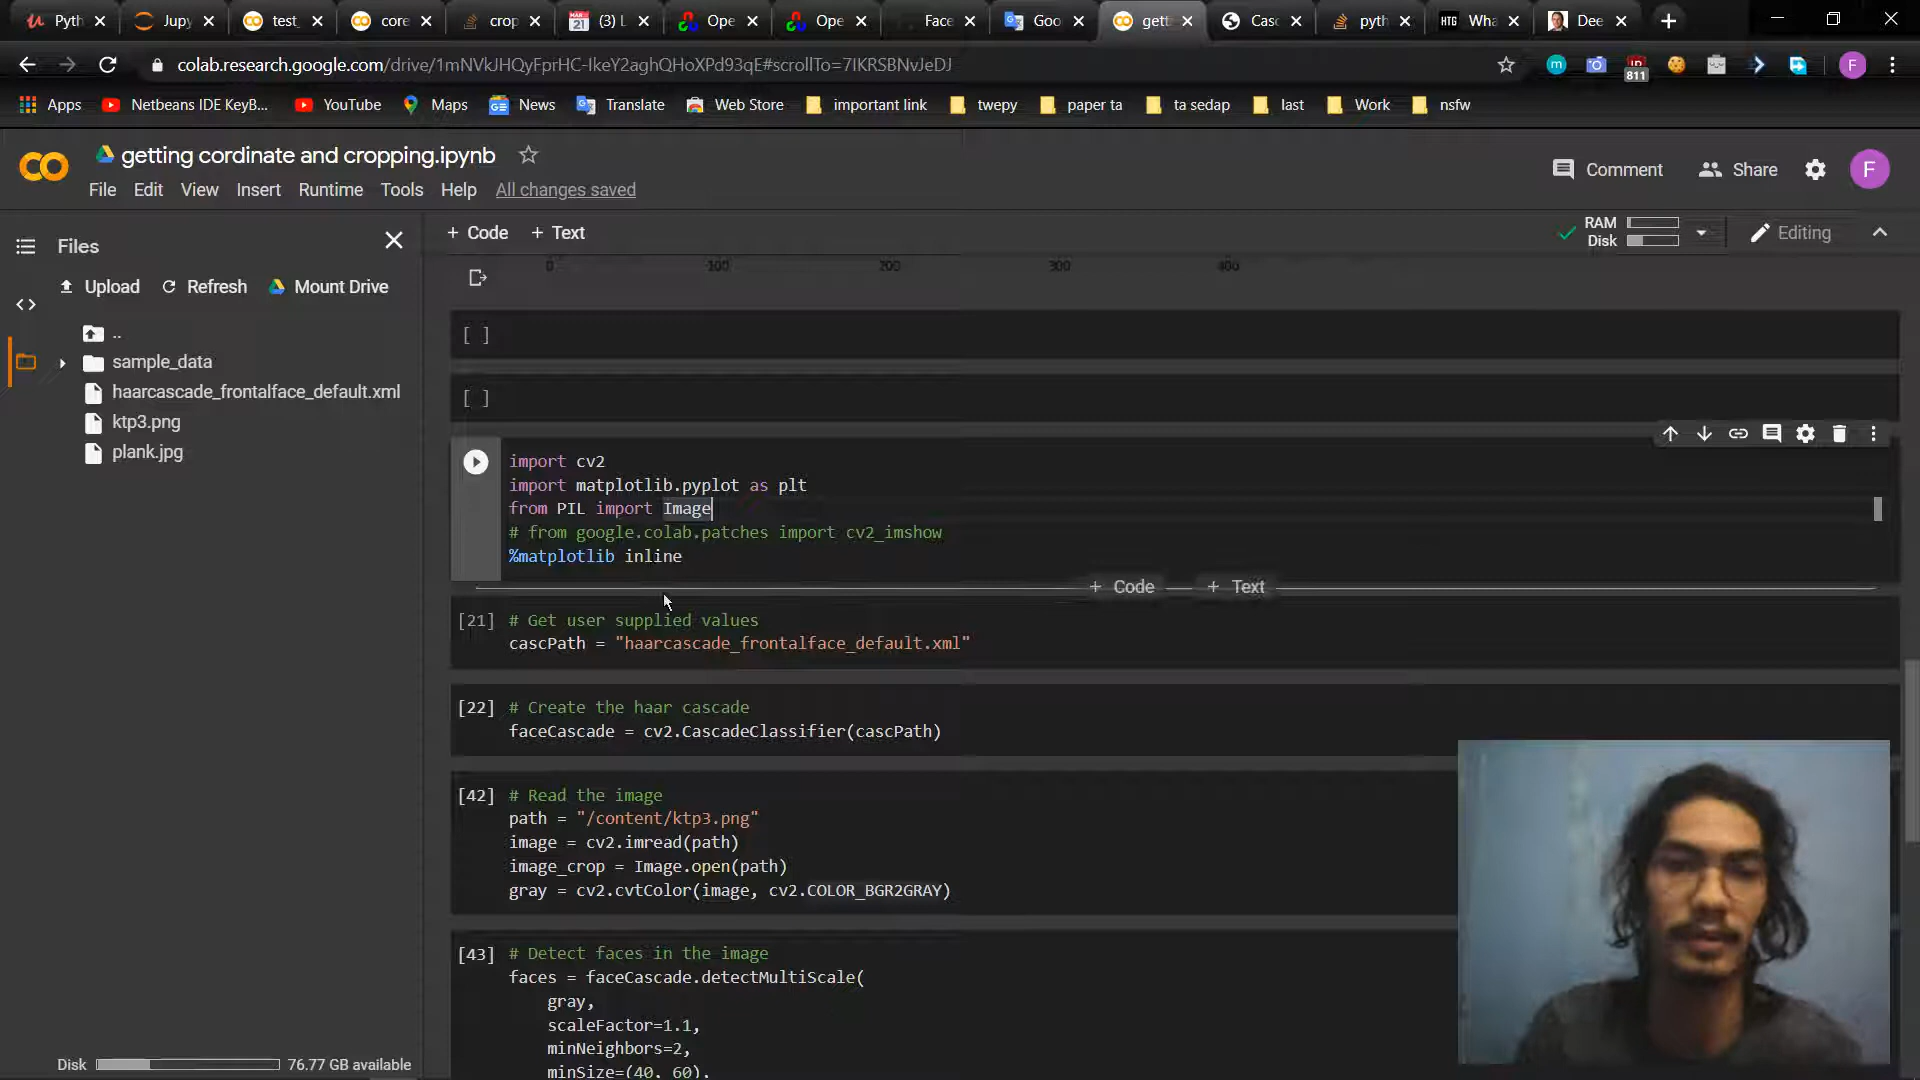 Pyth
Jupy
test_
core
crop
(3) L
Ope
Ope
Face
Goo
gett
Casc
pyth
HTG Wha
Dee
colab.research.google.com/drive/1mNVkJHQyFprHC-IkeY2aghQHoXPd93qE#scrollTo=7IKRSBNvJeDJ
811
F
Apps
Netbeans IDE KeyB...
YouTube
Maps
News
Translate
Web Store
important link
twepy
paper ta
ta sedap
last
Work
nsfw
getting cordinate and cropping.ipynb
Comment
Share
F
File Edit View Insert Runtime Tools Help All changes saved
Files
+ Code + Text
RAM
Disk
Editing
Upload
Refresh
Mount Drive
..
sample_data
haarcascade_frontalface_default.xml
ktp3.png
plank.jpg
0 100 200 300 400
[ ]
[ ]
import cv2
import matplotlib.pyplot as plt
from PIL import Image
# from google.colab.patches import cv2_imshow
%matplotlib inline
+ Code + Text
[21] # Get user supplied values
cascPath = "haarcascade_frontalface_default.xml"
[22] # Create the haar cascade
faceCascade = cv2.CascadeClassifier(cascPath)
[42] # Read the image
path = "/content/ktp3.png"
image = cv2.imread(path)
image_crop = Image.open(path)
gray = cv2.cvtColor(image, cv2.COLOR_BGR2GRAY)
[43] # Detect faces in the image
faces = faceCascade.detectMultiScale(
gray,
scaleFactor=1.1,
minNeighbors=2,
minSize=(40, 60),
Disk 76.77 GB available